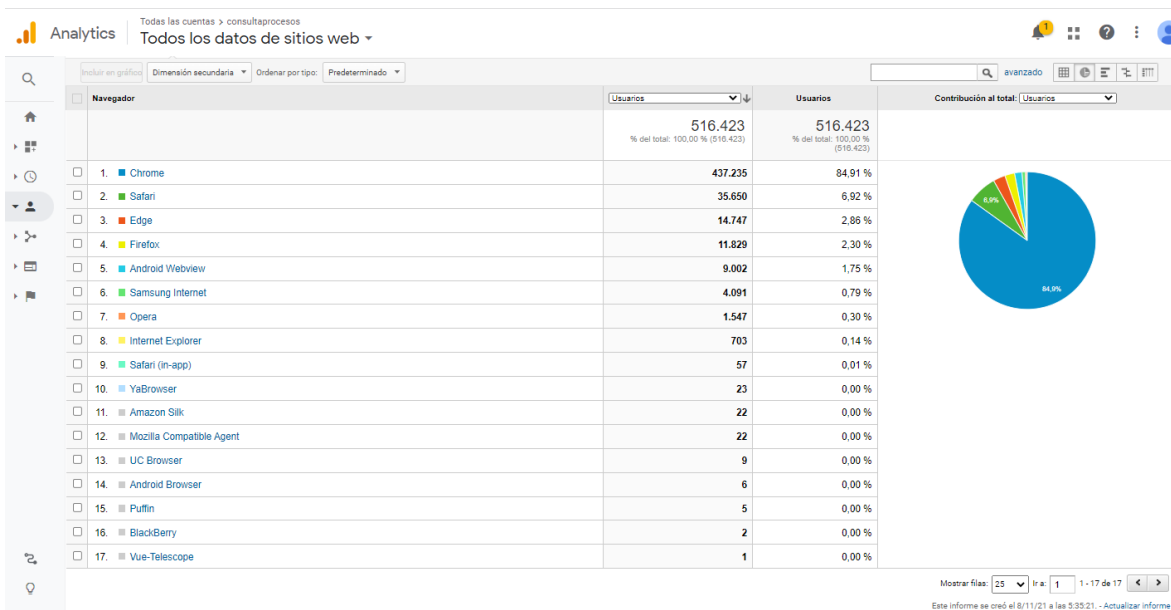 Todas las cuentas > consultaprocesos
Analytics
Todos los datos de sitios web
1
Incluir en gráfico Dimensión secundaria Ordenar por tipo: Predeterminado avanzado
Navegador Usuarios Usuarios Contribución al total: Usuarios
516.423 516.423
% del total: 100,00 % (516.423) % del total: 100,00 %
(516.423)
1. Chrome 437.235 84,91 %
2. Safari 35.650 6,92 %
3. Edge 14.747 2,86 %
4. Firefox 11.829 2,30 %
5. Android Webview 9.002 1,75 %
6. Samsung Internet 4.091 0,79 %
7. Opera 1.547 0,30 %
8. Internet Explorer 703 0,14 %
9. Safari (in-app) 57 0,01 %
10. YaBrowser 23 0,00 %
11. Amazon Silk 22 0,00 %
12. Mozilla Compatible Agent 22 0,00 %
13. UC Browser 9 0,00 %
14. Android Browser 6 0,00 %
15. Puffin 5 0,00 %
16. BlackBerry 2 0,00 %
17. Vue-Telescope 1 0,00 %
6,9%
84,9%
Mostrar filas: 25 Ir a: 1 1 - 17 de 17
Este informe se creó el 8/11/21 a las 5:35:21. - Actualizar informe